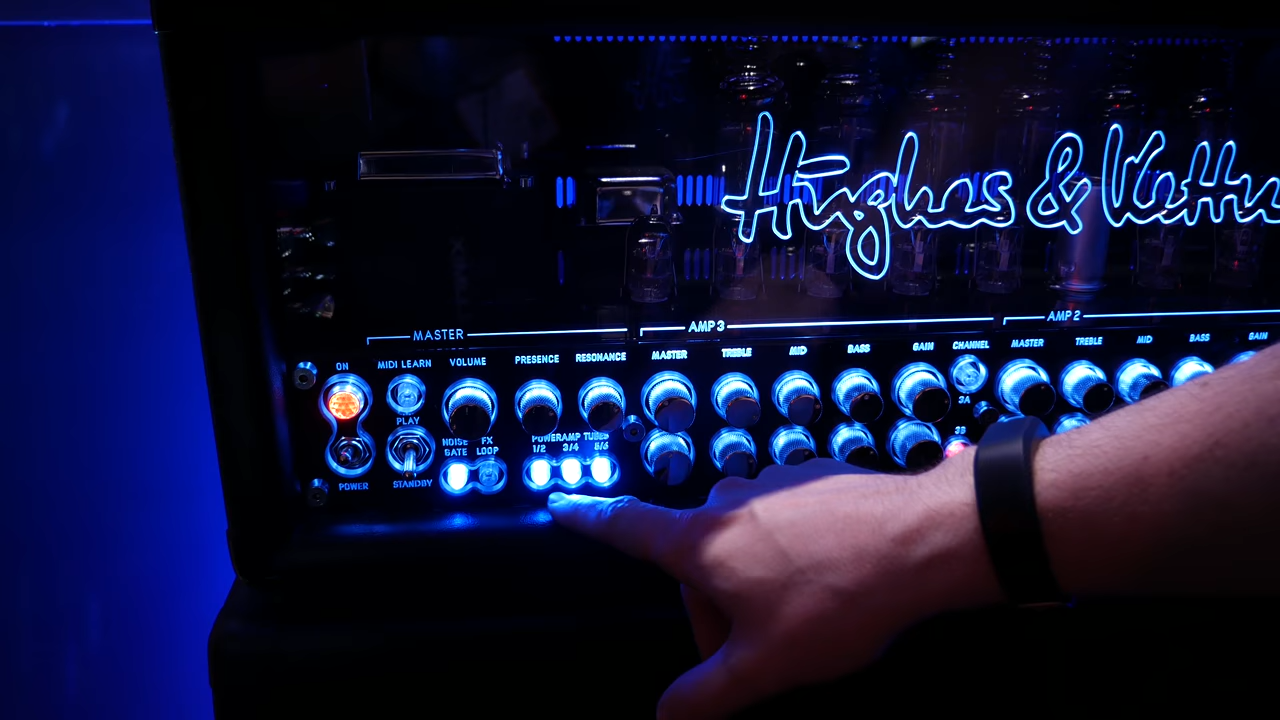 Hughes & Kettn
MASTER AMP 3 AMP 2
ON MIDI LEARN VOLUME PRESENCE RESONANCE MASTER TREBLE MID BASS GAIN CHANNEL MASTER TREBLE MID BASS GAIN
3A
PLAY
3B
NOISE GATE FX LOOP POWERAMP TUBES
1/2 3/4 5/6
POWER STANDBY